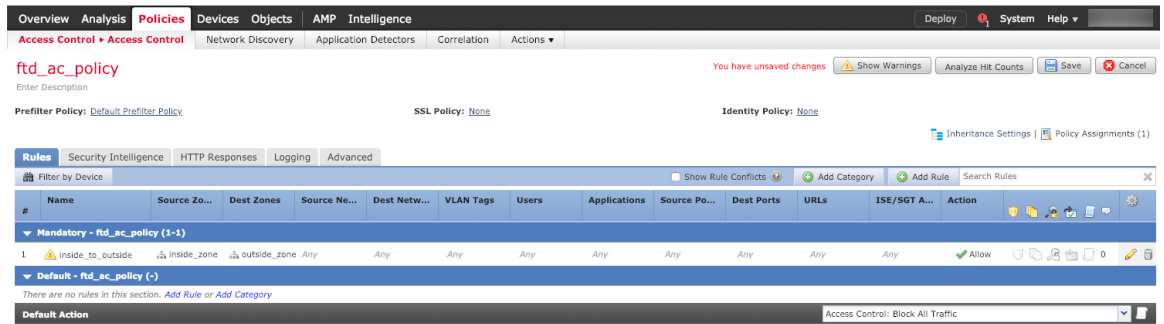 Overview Analysis Policies Devices Objects AMP Intelligence Deploy 1 System Help ▾
Access Control ▸ Access Control Network Discovery Application Detectors Correlation Actions ▾
ftd_ac_policy You have unsaved changes Show Warnings Analyze Hit Counts Save Cancel
Enter Description
Prefilter Policy: Default Prefilter Policy SSL Policy: None Identity Policy: None
Inheritance Settings | Policy Assignments (1)
Rules Security Intelligence HTTP Responses Logging Advanced
Filter by Device Show Rule Conflicts Add Category Add Rule Search Rules
# Name Source Zo... Dest Zones Source Ne... Dest Netw... VLAN Tags Users Applications Source Po... Dest Ports URLs ISE/SGT A... Action
Mandatory - ftd_ac_policy (1-1)
1 inside_to_outside inside_zone outside_zone Any Any Any Any Any Any Any Any Any Allow 0
Default - ftd_ac_policy (-)
There are no rules in this section. Add Rule or Add Category
Default Action Access Control: Block All Traffic